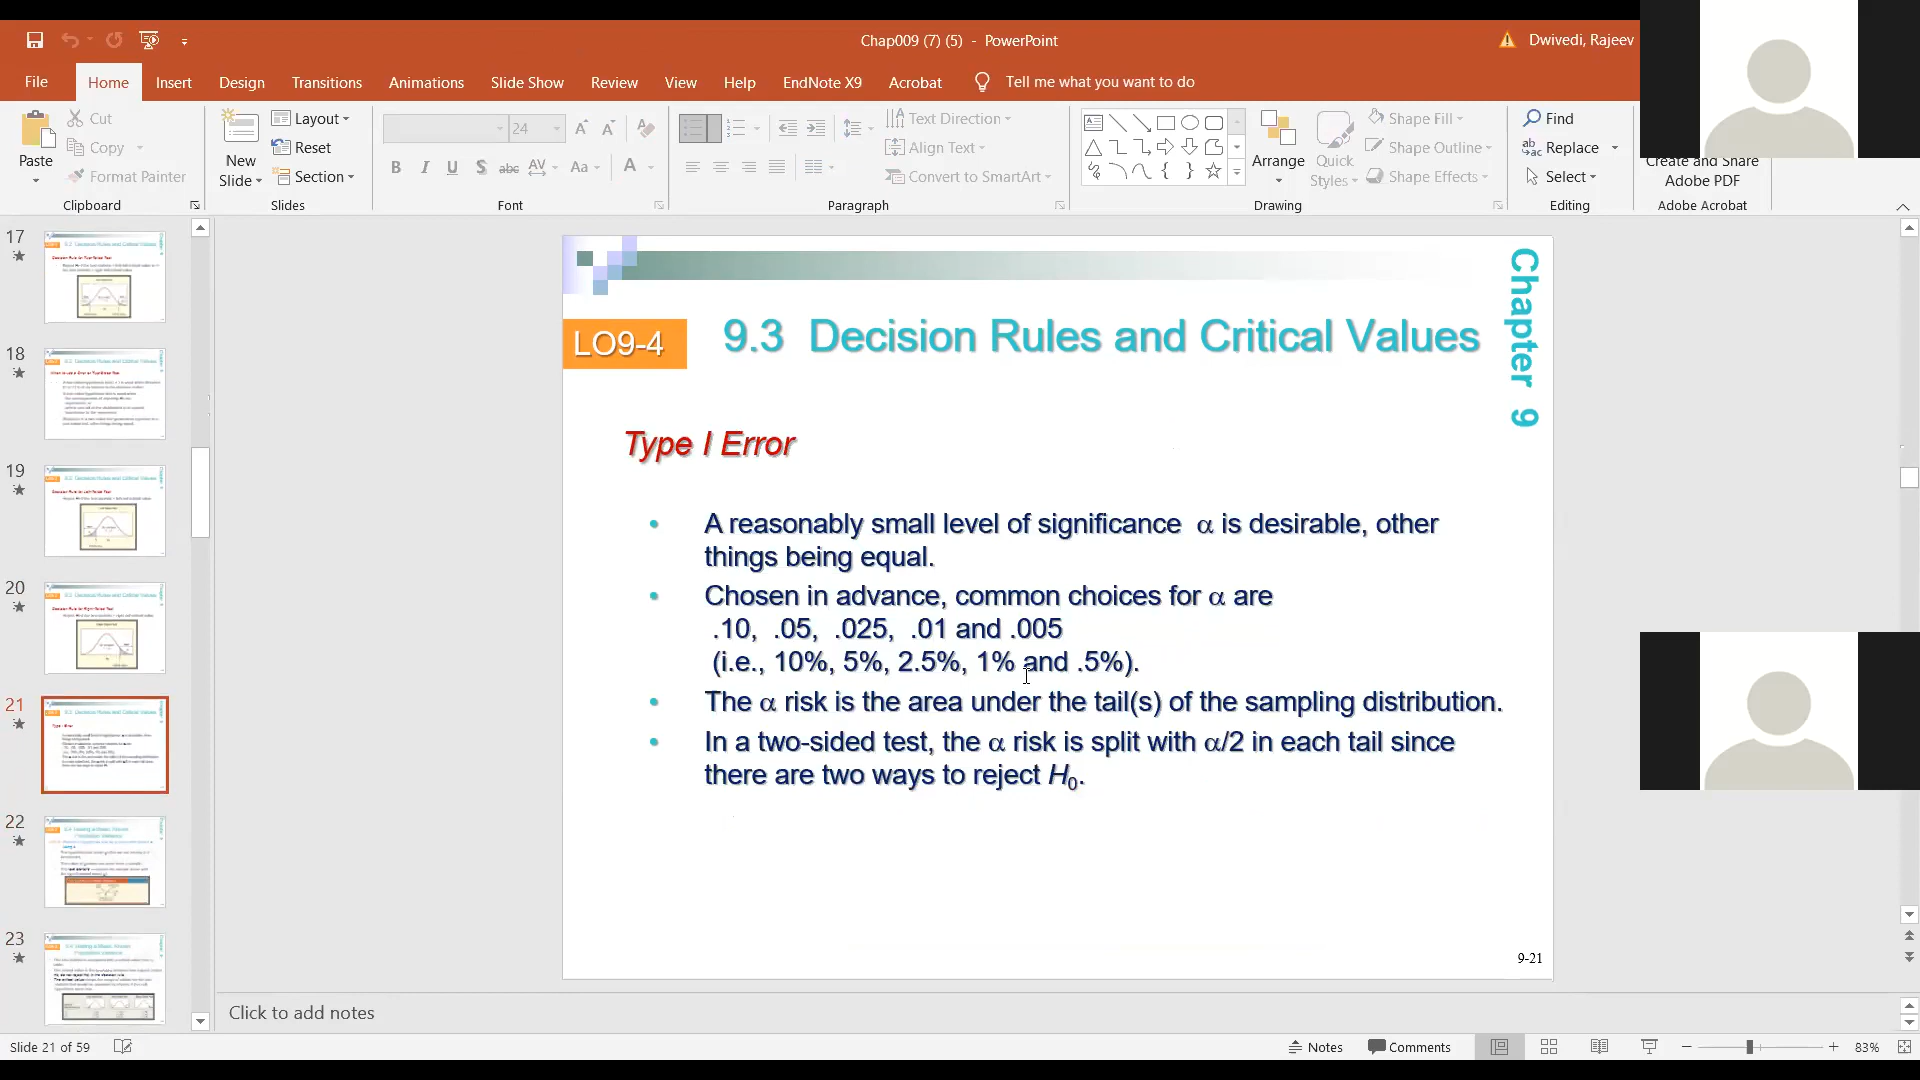 Chap009 (7) (5) - PowerPoint
Dwivedi, Rajeev
File Home Insert Design Transitions Animations Slide Show Review View Help EndNote X9 Acrobat Tell me what you want to do
Paste
Cut
Copy
Format Painter
Clipboard
New
Slide
Layout
Reset
Section
Slides
24
B I U S abc AV Aa A
Font
Text Direction
Align Text
Convert to SmartArt
Paragraph
Arrange
Quick
Styles
Shape Fill
Shape Outline
Shape Effects
Drawing
Find
Replace
Select
Editing
Create and Share
Adobe PDF
Adobe Acrobat
17
18
19
20
21
22
23
Chapter 9
LO9-4
9.3 Decision Rules and Critical Values
Type I Error
• A reasonably small level of significance α is desirable, other
things being equal.
• Chosen in advance, common choices for α are
.10, .05, .025, .01 and .005
(i.e., 10%, 5%, 2.5%, 1% and .5%).
• The α risk is the area under the tail(s) of the sampling distribution.
• In a two-sided test, the α risk is split with α/2 in each tail since
there are two ways to reject H0.
9-21
Click to add notes
Slide 21 of 59
Notes
Comments
83%